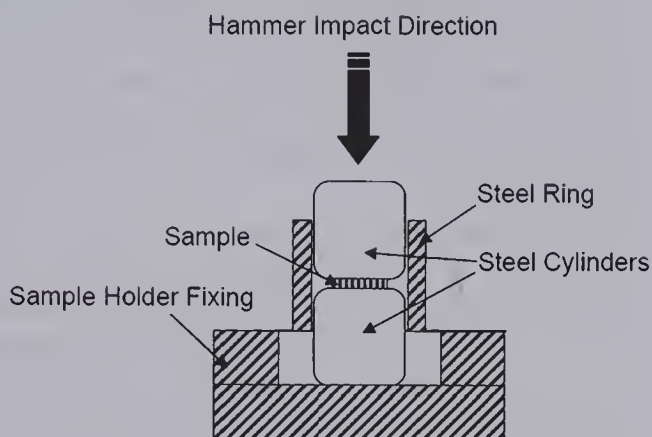 Hammer Impact Direction
Steel Ring
Sample
Steel Cylinders
Sample Holder Fixing